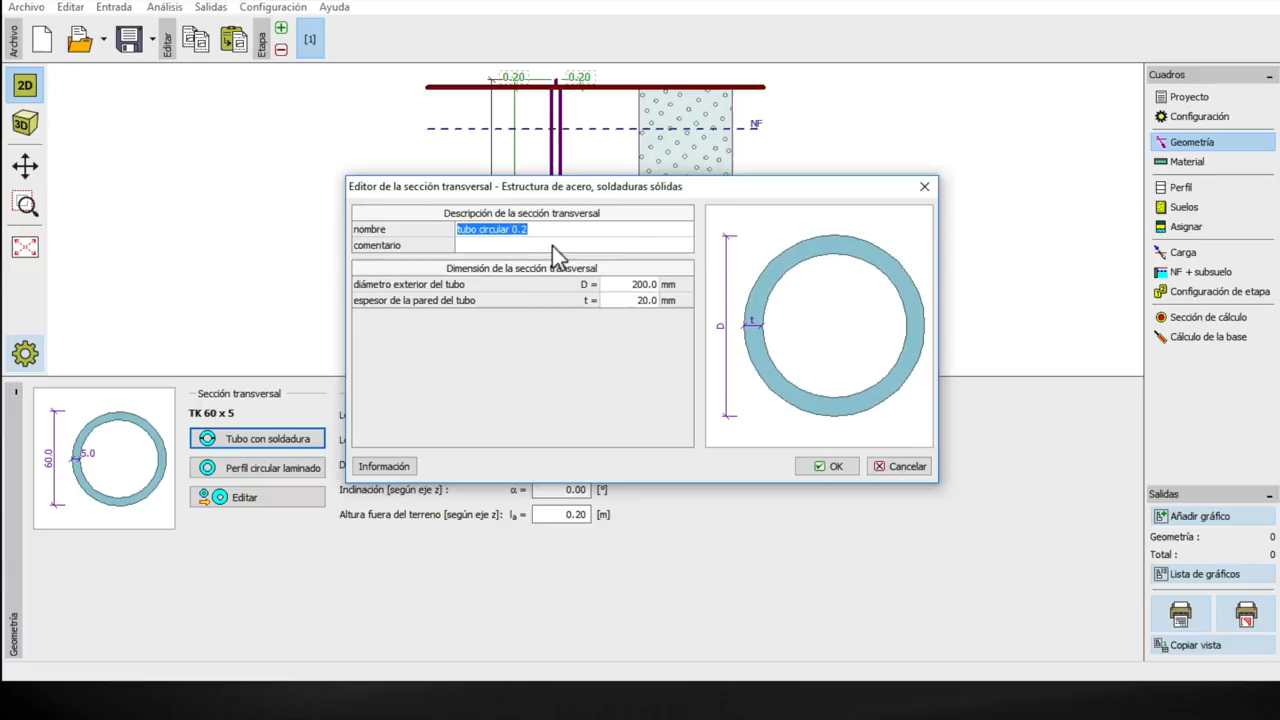 Archivo Editar Entrada Análisis Salidas Configuración Ayuda
Archivo
Editar
Etapa
[1]
2D
3D
0.20 0.20
NF
Cuadros
Proyecto
Configuración
Geometría
Material
Perfil
Suelos
Asignar
Carga
NF + subsuelo
Configuración de etapa
Sección de cálculo
Cálculo de la base
Editor de la sección transversal - Estructura de acero, soldaduras sólidas
Descripción de la sección transversal
nombre tubo circular 0.2
comentario
Dimensión de la sección transversal
diámetro exterior del tubo D = 200.0 mm
espesor de la pared del tubo t = 20.0 mm
D
t
Información
OK
Cancelar
Geometría
60.0
5.0
Sección transversal
TK 60 x 5
Tubo con soldadura
Perfil circular laminado
Editar
Inclinación [según eje z] : α = 0.00 [°]
Altura fuera del terreno [según eje z]: la = 0.20 [m]
Salidas
Añadir gráfico
Geometría : 0
Total : 0
Lista de gráficos
Copiar vista